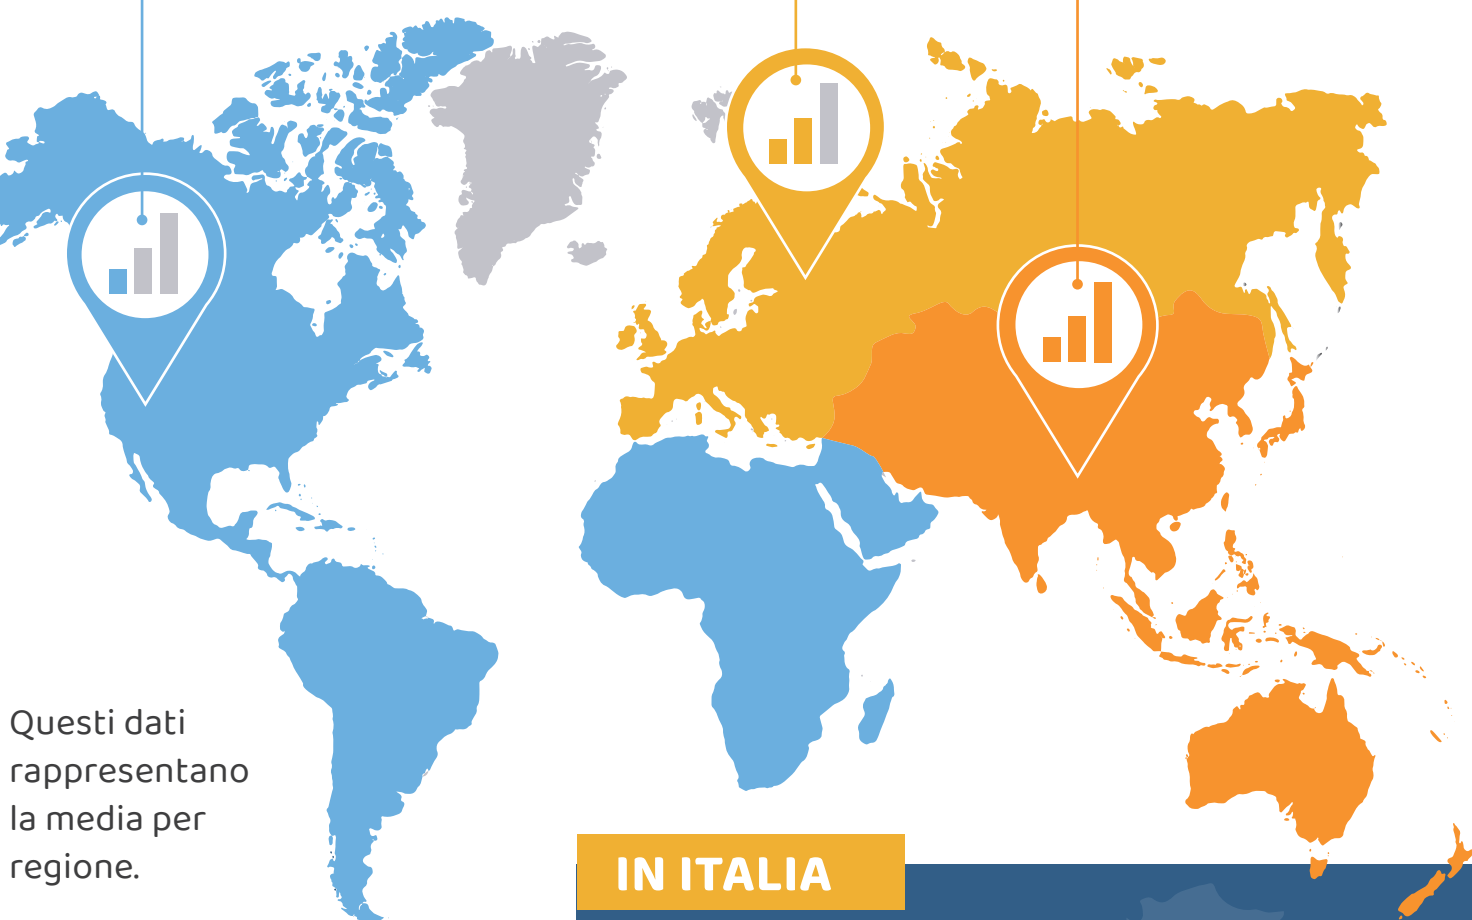 Questi dati
rappresentano
la media per
regione.
IN ITALIA